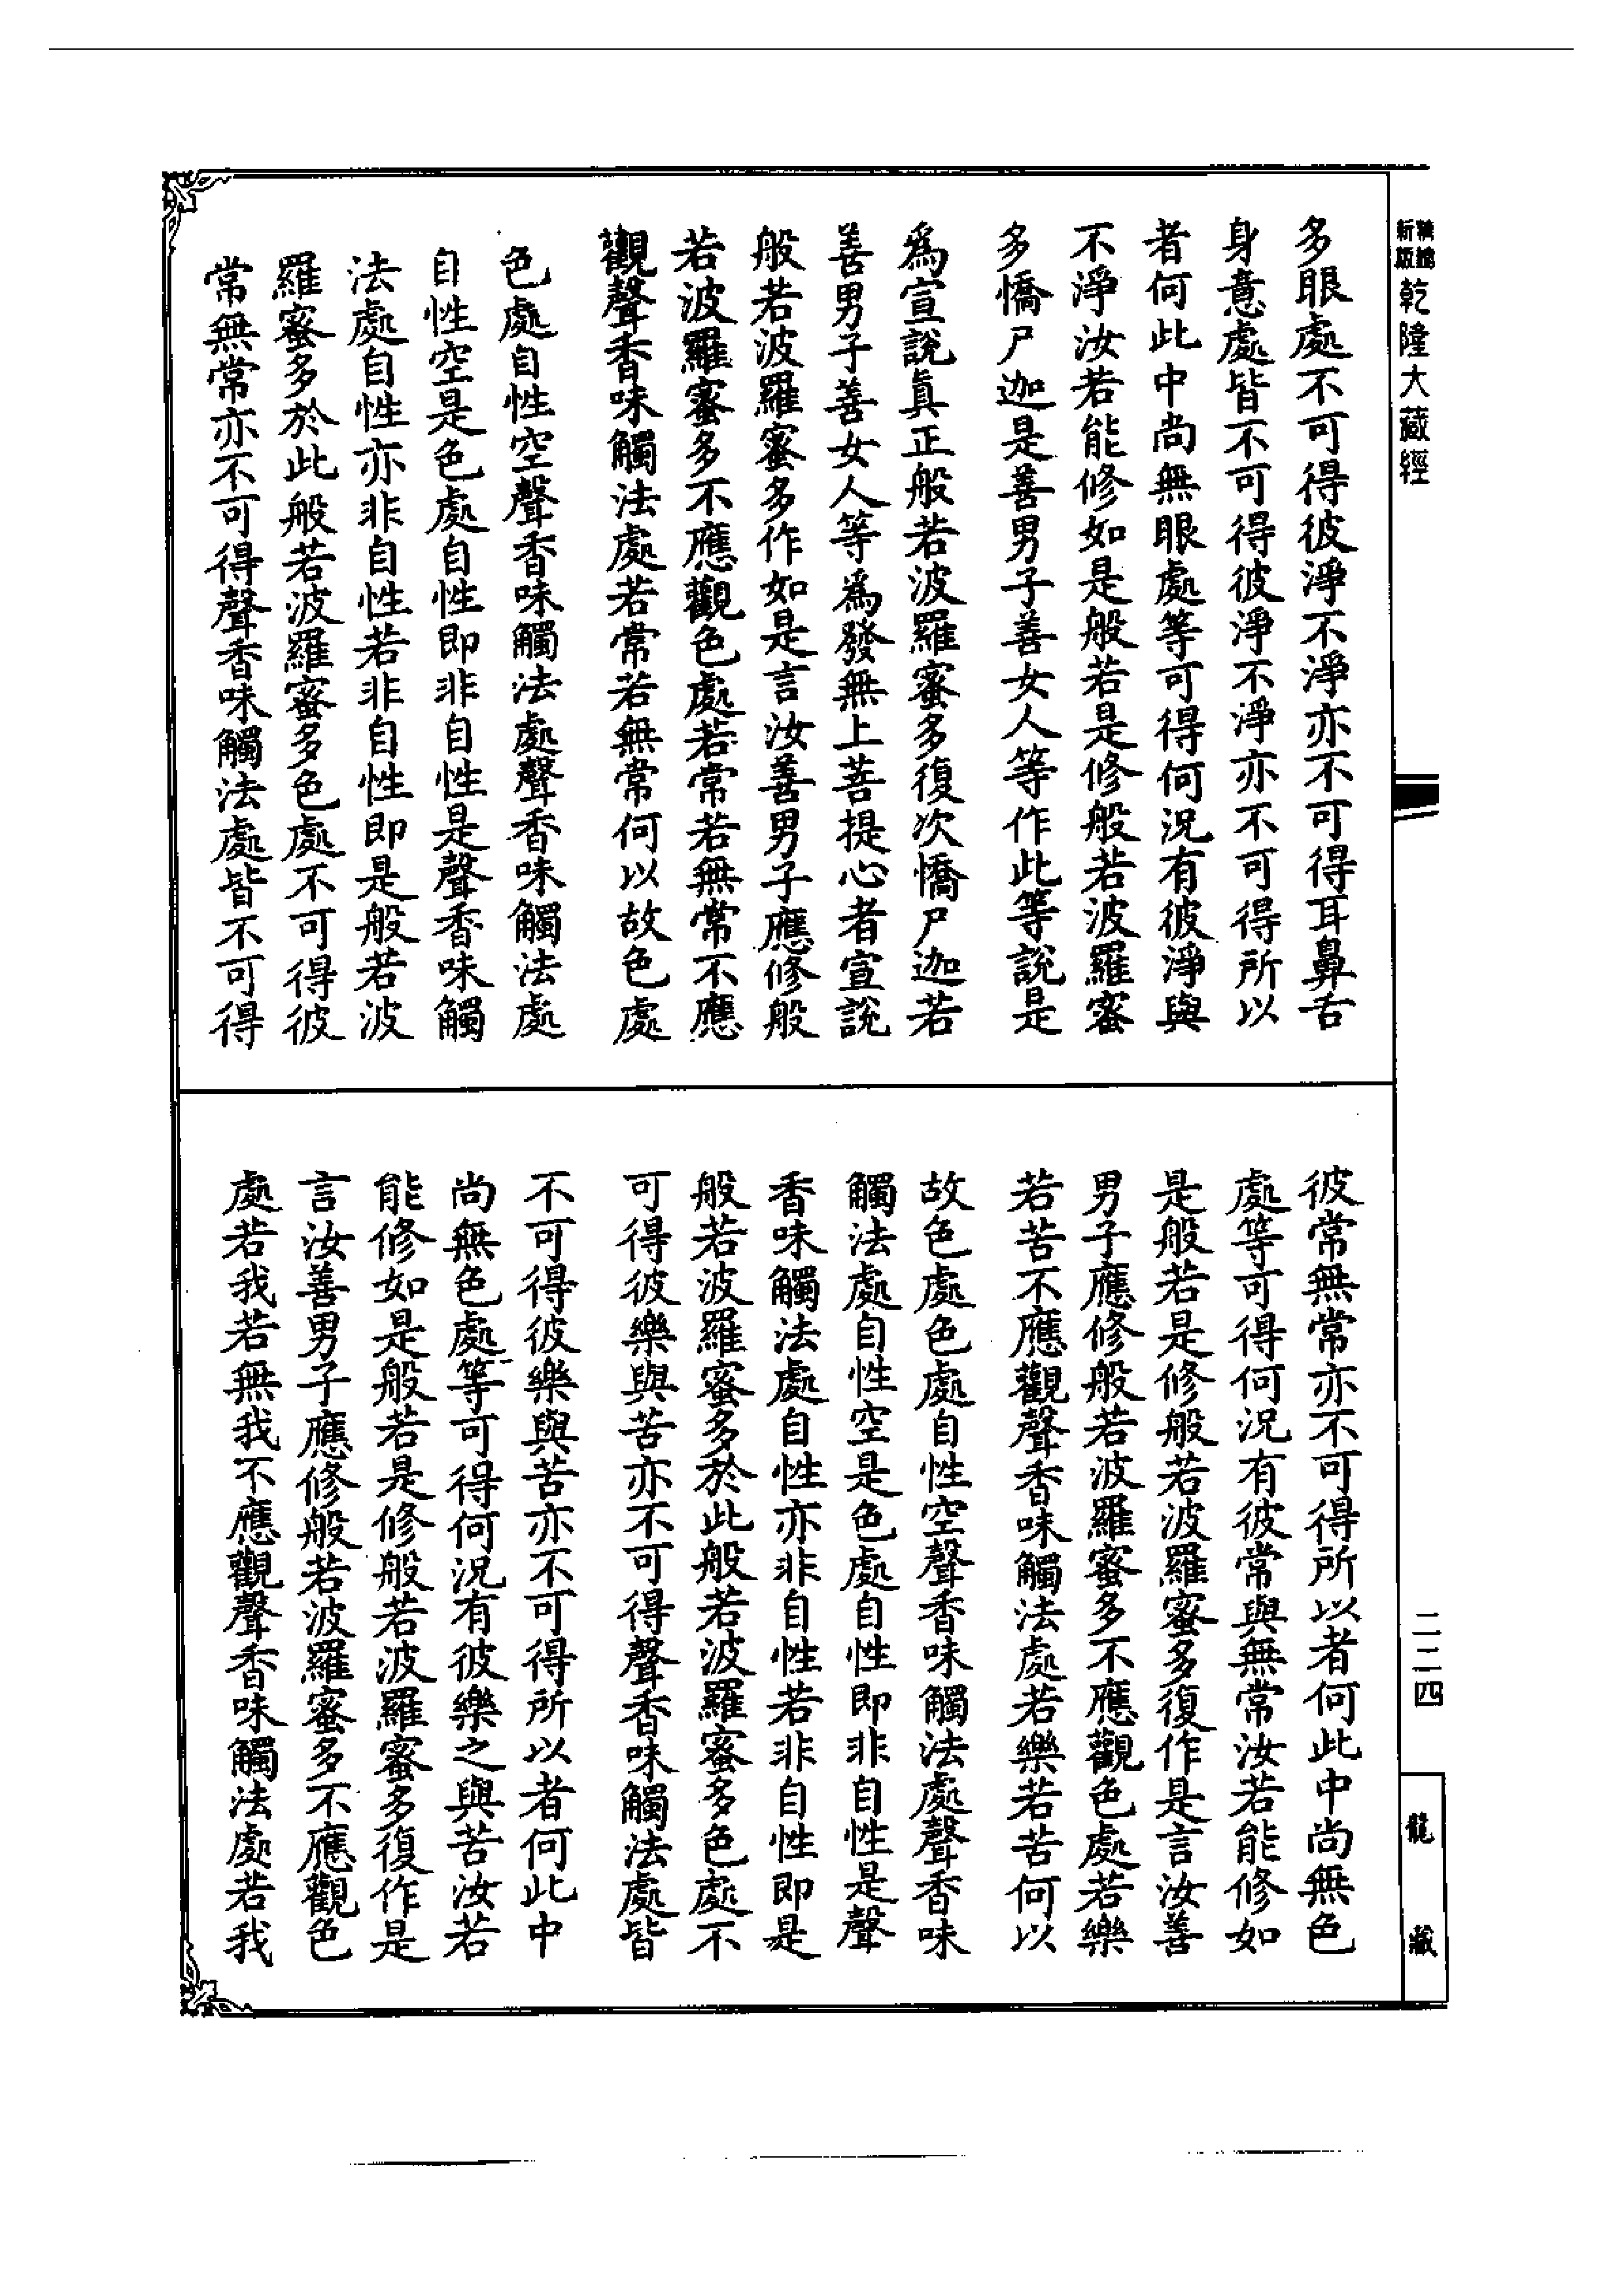 新編縮版
乾隆大藏經
多眼處不可得彼淨不淨亦不可得耳鼻舌
身意處皆不可得彼淨不淨亦不可得所以
者何此中尚無眼處等可得何況有彼淨與
不淨汝若能修如是般若是修般若波羅蜜
多憍尸迦是善男子善女人等作此等說是
為宣說真正般若波羅蜜多復次憍尸迦若
善男子善女人等為發無上菩提心者宣說
般若波羅蜜多作如是言汝善男子應修般
若波羅蜜多不應觀色處若常若無常不應
觀聲香味觸法處若常若無常何以故色處
色處自性空聲香味觸法處聲香味觸法處
自性空是色處自性即非自性是聲香味觸
法處自性亦非自性若非自性即是般若波
羅蜜多於此般若波羅蜜多色處不可得彼
常無常亦不可得聲香味觸法處皆不可得
彼常無常亦不可得所以者何此中尚無色
處等可得何況有彼常與無常汝若能修如
是般若是修般若波羅蜜多復作是言汝善
男子應修般若波羅蜜多不應觀色處若樂
若苦不應觀聲香味觸法處若樂若苦何以
故色處色處自性空聲香味觸法處聲香味
觸法處自性空是色處自性即非自性是聲
香味觸法處自性亦非自性若非自性即是
般若波羅蜜多於此般若波羅蜜多色處不
可得彼樂與苦亦不可得聲香味觸法處皆
不可得彼樂與苦亦不可得所以者何此中
尚無色處等可得何況有彼樂之與苦汝若
能修如是般若是修般若波羅蜜多復作是
言汝善男子應修般若波羅蜜多不應觀色
處若我若無我不應觀聲香味觸法處若我
二二四
龍藏